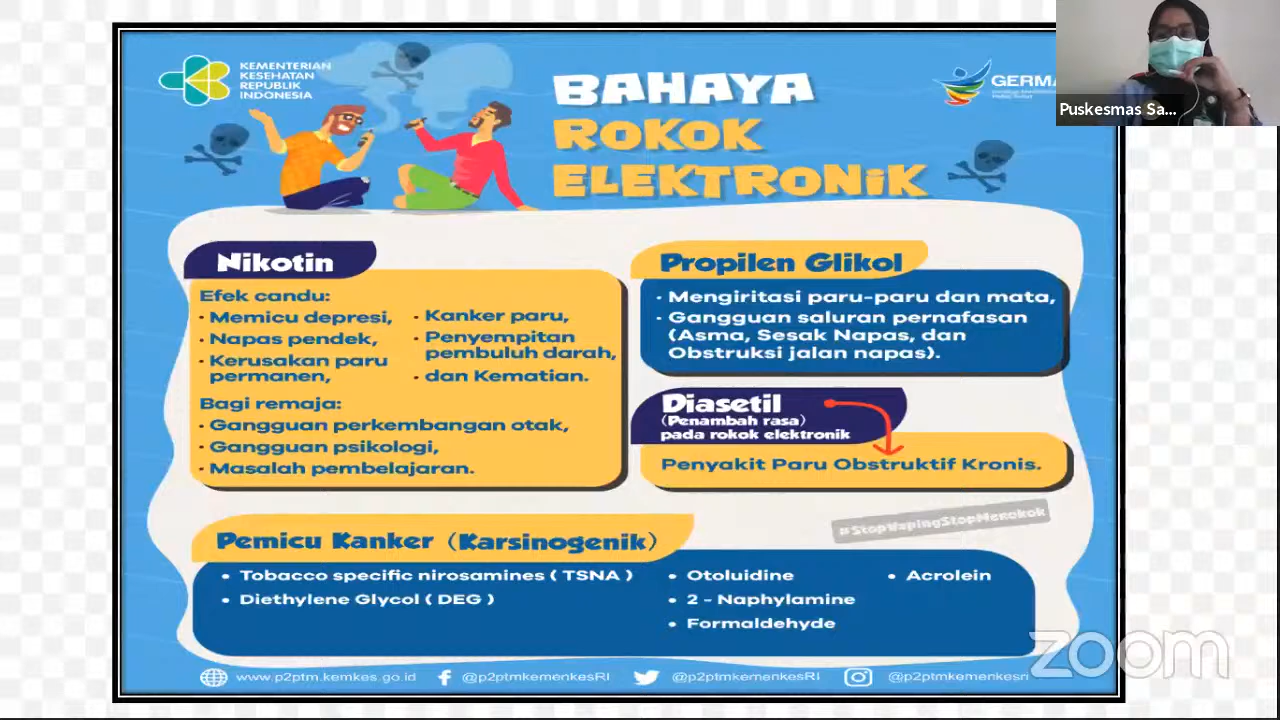 KEMENTERIAN
KESEHATAN
REPUBLIK
INDONESIA
BAHAYA
ROKOK
ELEKTRONiK
GERMA
Puskesmas Sa...
Nikotin
Efek candu:
· Memicu depresi,
· Napas pendek,
· Kerusakan paru
permanen,
· Kanker paru,
· Penyempitan
pembuluh darah,
· dan Kematian.
Bagi remaja:
· Gangguan perkembangan otak,
· Gangguan psikologi,
· Masalah pembelajaran.
Propilen Glikol
· Mengiritasi paru-paru dan mata,
· Gangguan saluran pernafasan
(Asma, Sesak Napas, dan
Obstruksi jalan napas).
Diasetil
(Penambah rasa)
pada rokok elektronik
Penyakit Paru Obstruktif Kronis.
#StopVapingStopMerokok
Pemicu Kanker (Karsinogenik)
• Tobacco specific nirosamines ( TSNA )
• Diethylene Glycol ( DEG )
• Otoluidine
• 2 - Naphylamine
• Formaldehyde
• Acrolein
zoom
www.p2ptm.kemkes.go.id
@p2ptmkemenkesRI
@p2ptmkemenkesRI
@p2ptmkemenkesri